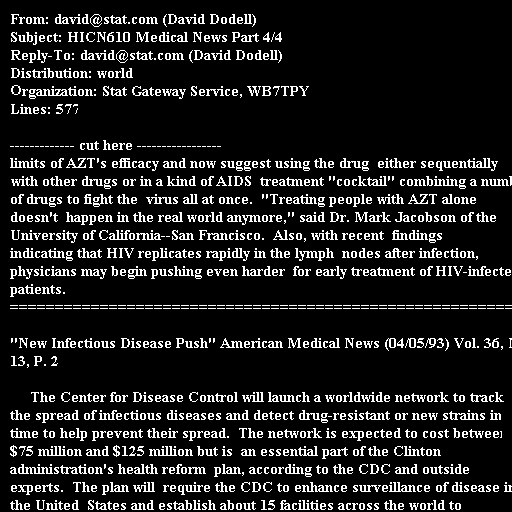 From: david@stat.com (David Dodell)
Subject: HICN610 Medical News Part 4/4
Reply-To: david@stat.com (David Dodell)
Distribution: world
Organization: Stat Gateway Service, WB7TPY
Lines: 577
------------- cut here -----------------
limits of AZT's efficacy and now suggest using the drug  either sequentially
with other drugs or in a kind of AIDS  treatment "cocktail" combining a
of drugs to fight the  virus all at once.  "Treating people with AZT alone
doesn't  happen in the real world anymore," said Dr. Mark Jacobson of the
University of California--San Francisco.  Also, with recent  findings
indicating that HIV replicates rapidly in the lymph  nodes after infection,
physicians may begin pushing even harder  for early treatment of
patients.
==========================================================
"New Infectious Disease Push" American Medical News (04/05/93) Vol. 36,
13, P. 2
The Center for Disease Control will launch a worldwide network to track
the spread of infectious diseases and detect drug-resistant or new strains in
time to help prevent their spread.  The network is expected to cost between
$75 million and $125 million but is  an essential part of the Clinton
administration's health reform  plan, according to the CDC and outside
experts.  The plan will  require the CDC to enhance surveillance of disease in
the United  States and establish about 15 facilities across the world to